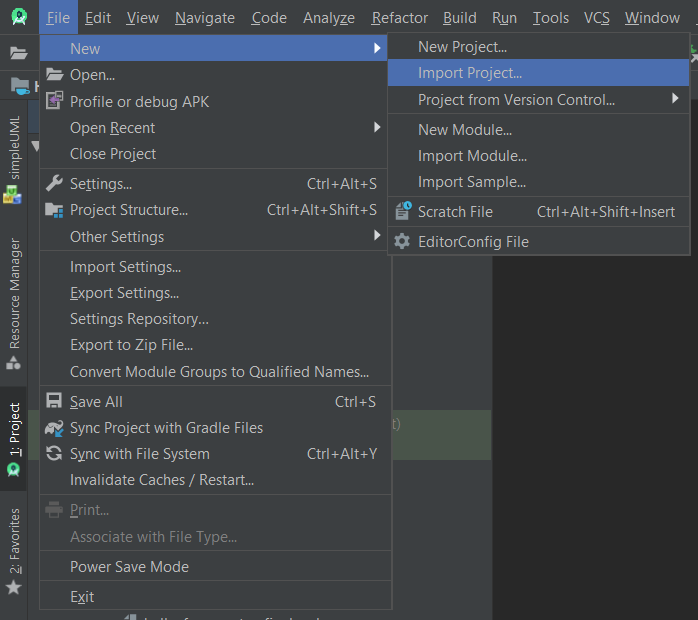 File Edit View Navigate Code Analyze Refactor Build Run Tools VCS Window
New
Open...
Profile or debug APK
Open Recent
Close Project
Settings... Ctrl+Alt+S
Project Structure... Ctrl+Alt+Shift+S
Other Settings
Import Settings...
Export Settings...
Settings Repository...
Export to Zip File...
Convert Module Groups to Qualified Names...
Save All Ctrl+S
Sync Project with Gradle Files
Sync with File System Ctrl+Alt+Y
Invalidate Caches / Restart...
Print...
Associate with File Type...
Power Save Mode
Exit
New Project...
Import Project...
Project from Version Control...
New Module...
Import Module...
Import Sample...
Scratch File Ctrl+Alt+Shift+Insert
EditorConfig File
simpleUML
Resource Manager
1: Project
2: Favorites